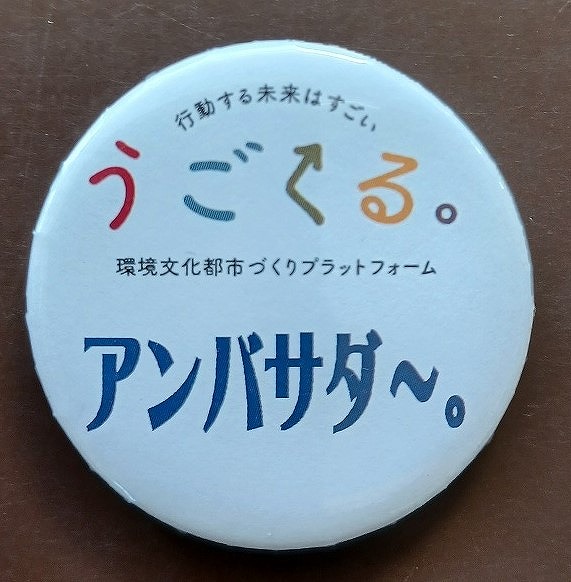 行動する未来はすごい
うごくる。
環境文化都市づくりプラットフォーム
アンバサダ〜。